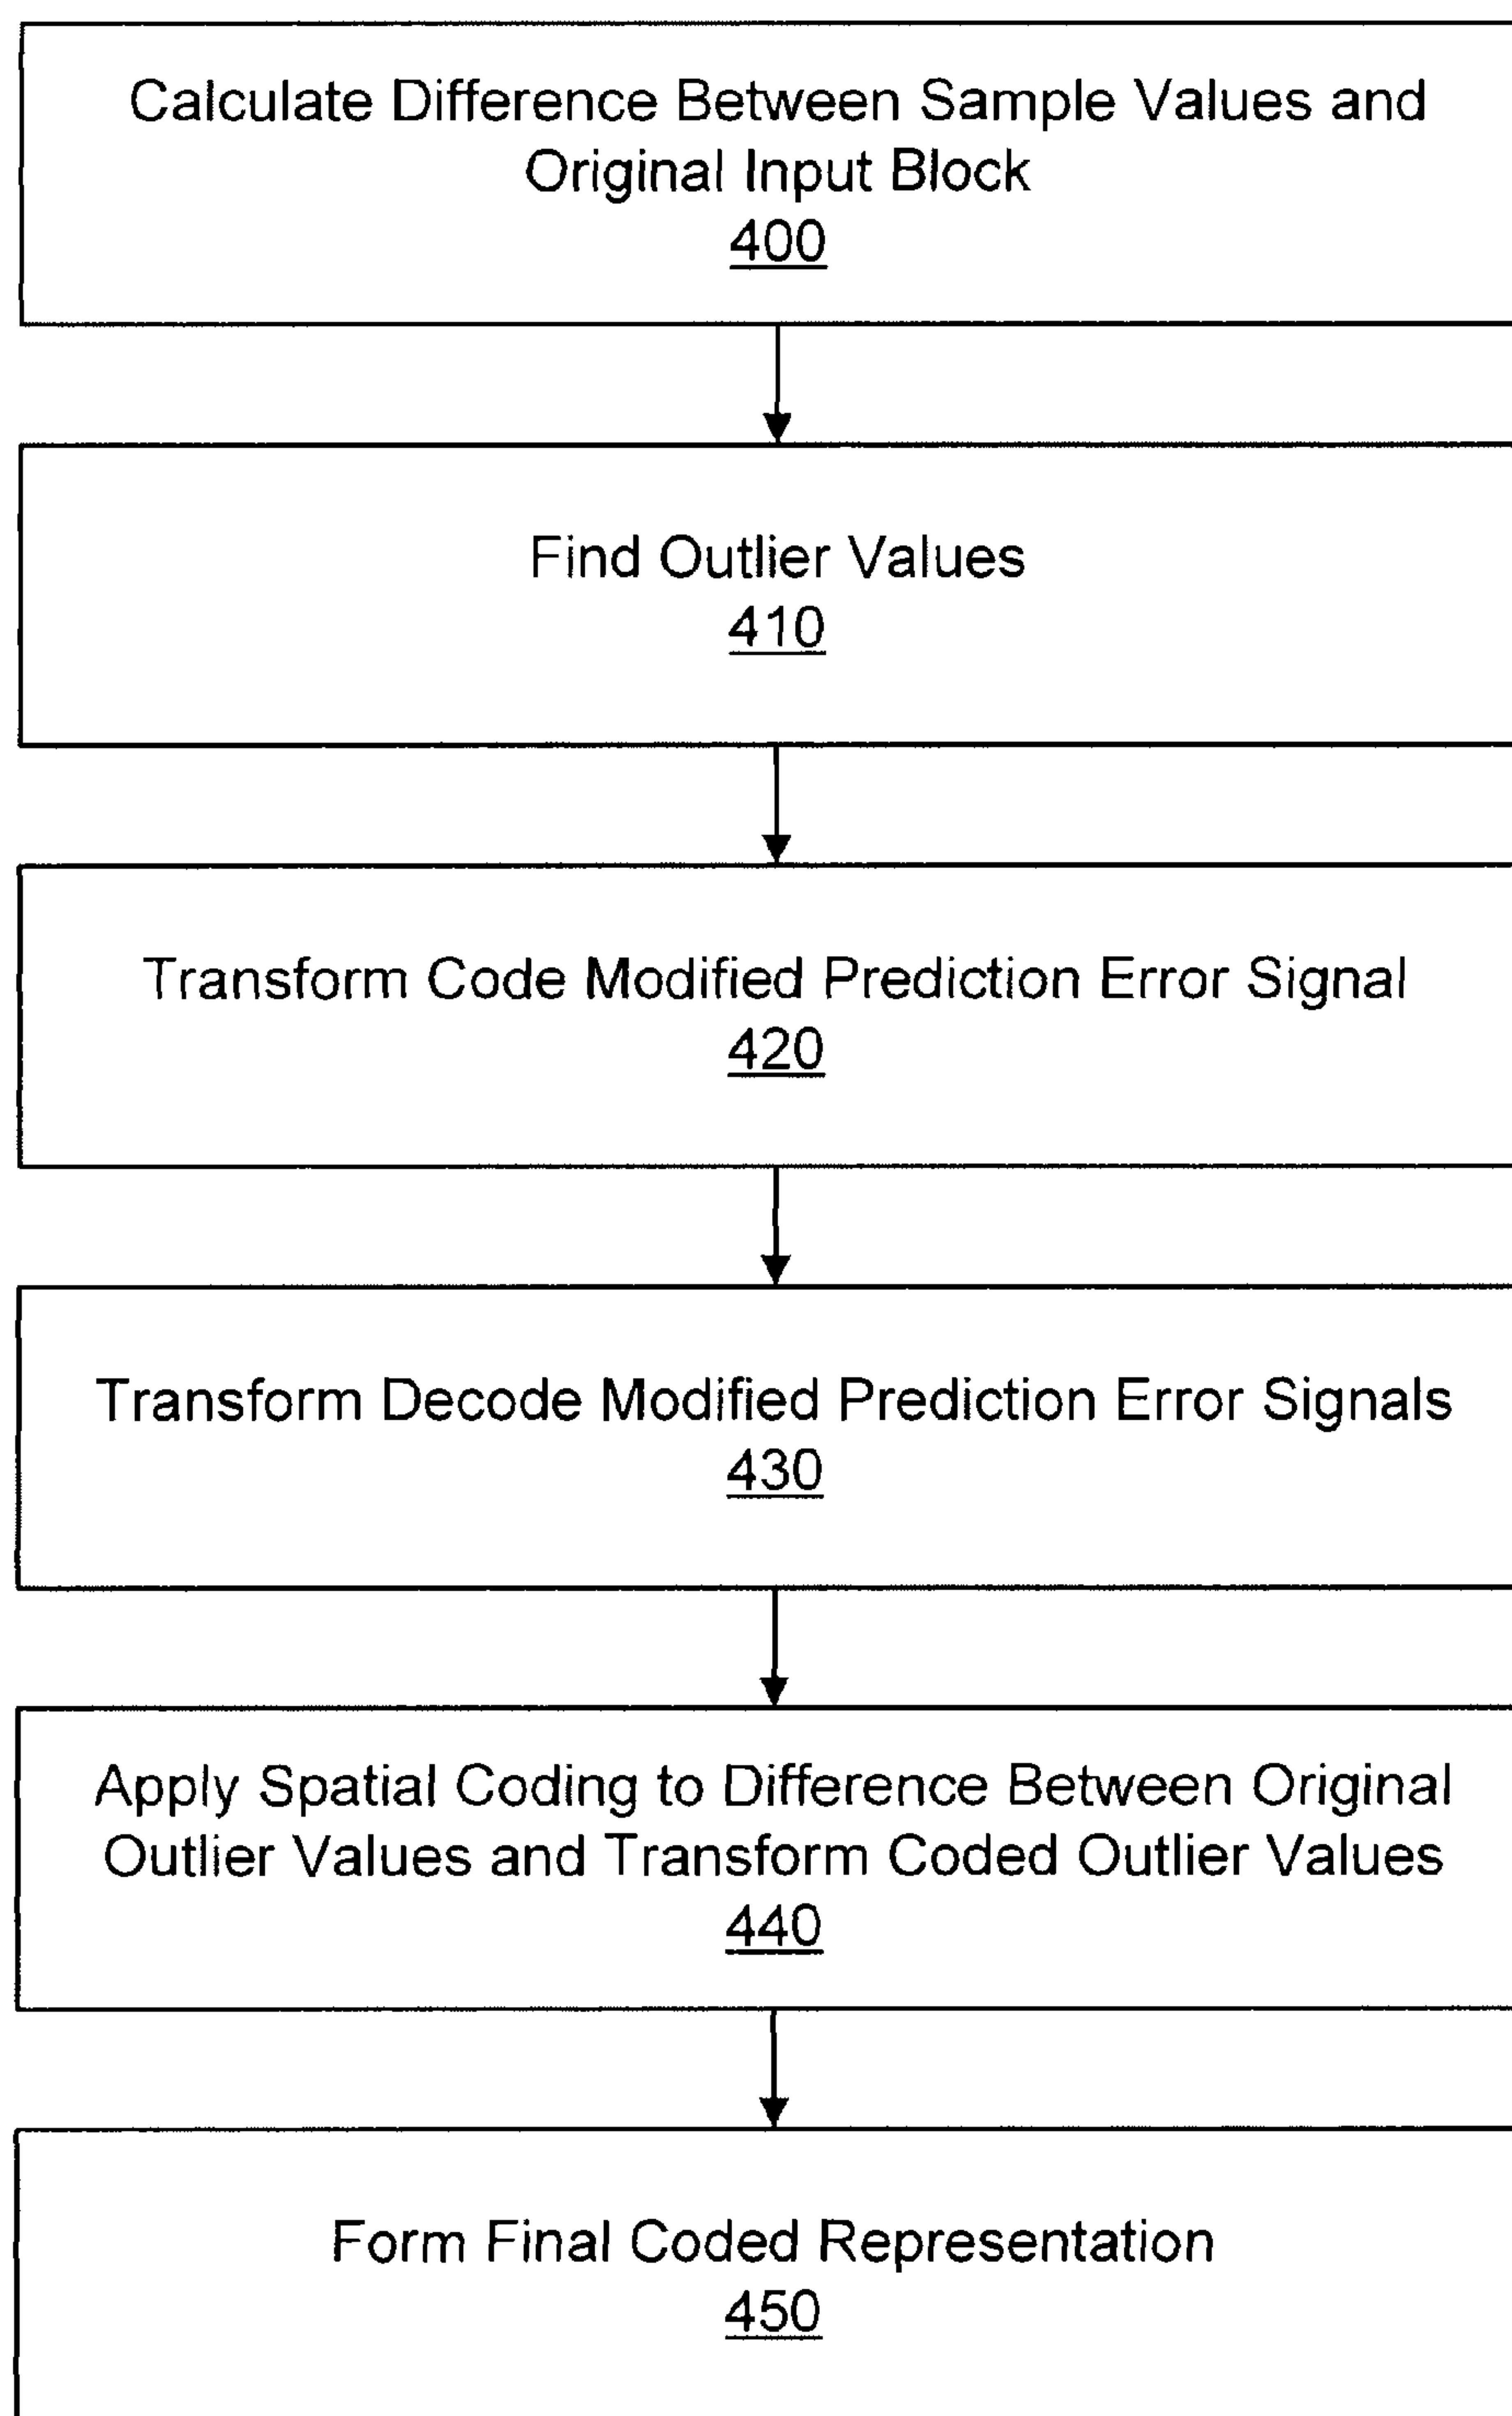 Calculate Difference Between Sample Values and
Original Input Block
400
Find Outlier Values
410
Transform Code Modified Prediction Error Signal
420
Transform Decode Modified Prediction Error Signals
430
Apply Spatial Coding to Difference Between Original
Outlier Values and Transform Coded Outlier Values
440
Form Final Coded Representation
450